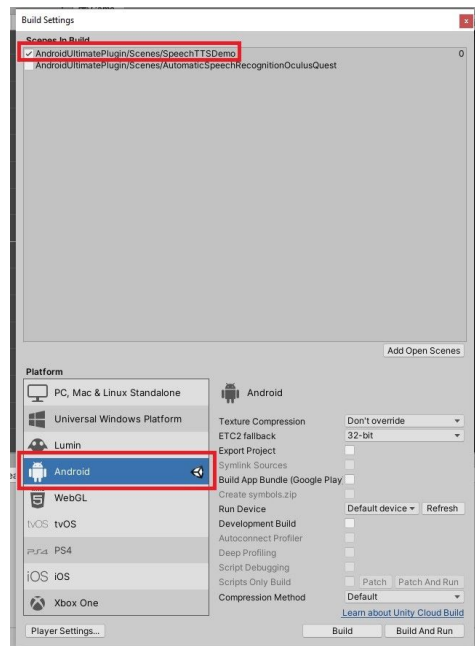 Build Settings
x
Scenes In Build
AndroidUltimatePlugin/Scenes/SpeechTTSDemo 0
AndroidUltimatePlugin/Scenes/AutomaticSpeechRecognitionOculusQuest
Add Open Scenes
Platform
PC, Mac & Linux Standalone
Universal Windows Platform
Lumin
Android
WebGL
tvOS tvOS
PS4 PS4
iOS iOS
Xbox One
Android
Texture Compression Don't override
ETC2 fallback 32-bit
Export Project
Symlink Sources
Build App Bundle (Google Play
Create symbols.zip
Run Device Default device Refresh
Development Build
Autoconnect Profiler
Deep Profiling
Script Debugging
Scripts Only Build Patch Patch And Run
Compression Method Default
Learn about Unity Cloud Build
Player Settings... Build Build And Run